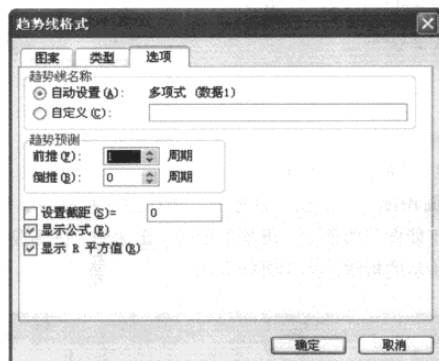 趋势线格式
图案 类型 选项
趋势线名称
自动设置(A): 多项式 (数据1)
自定义(C):
趋势预测
前推(F): 1 周期
倒推(B): 0 周期
设置截距(S)= 0
显示公式(E)
显示 R 平方值(R)
确定 取消